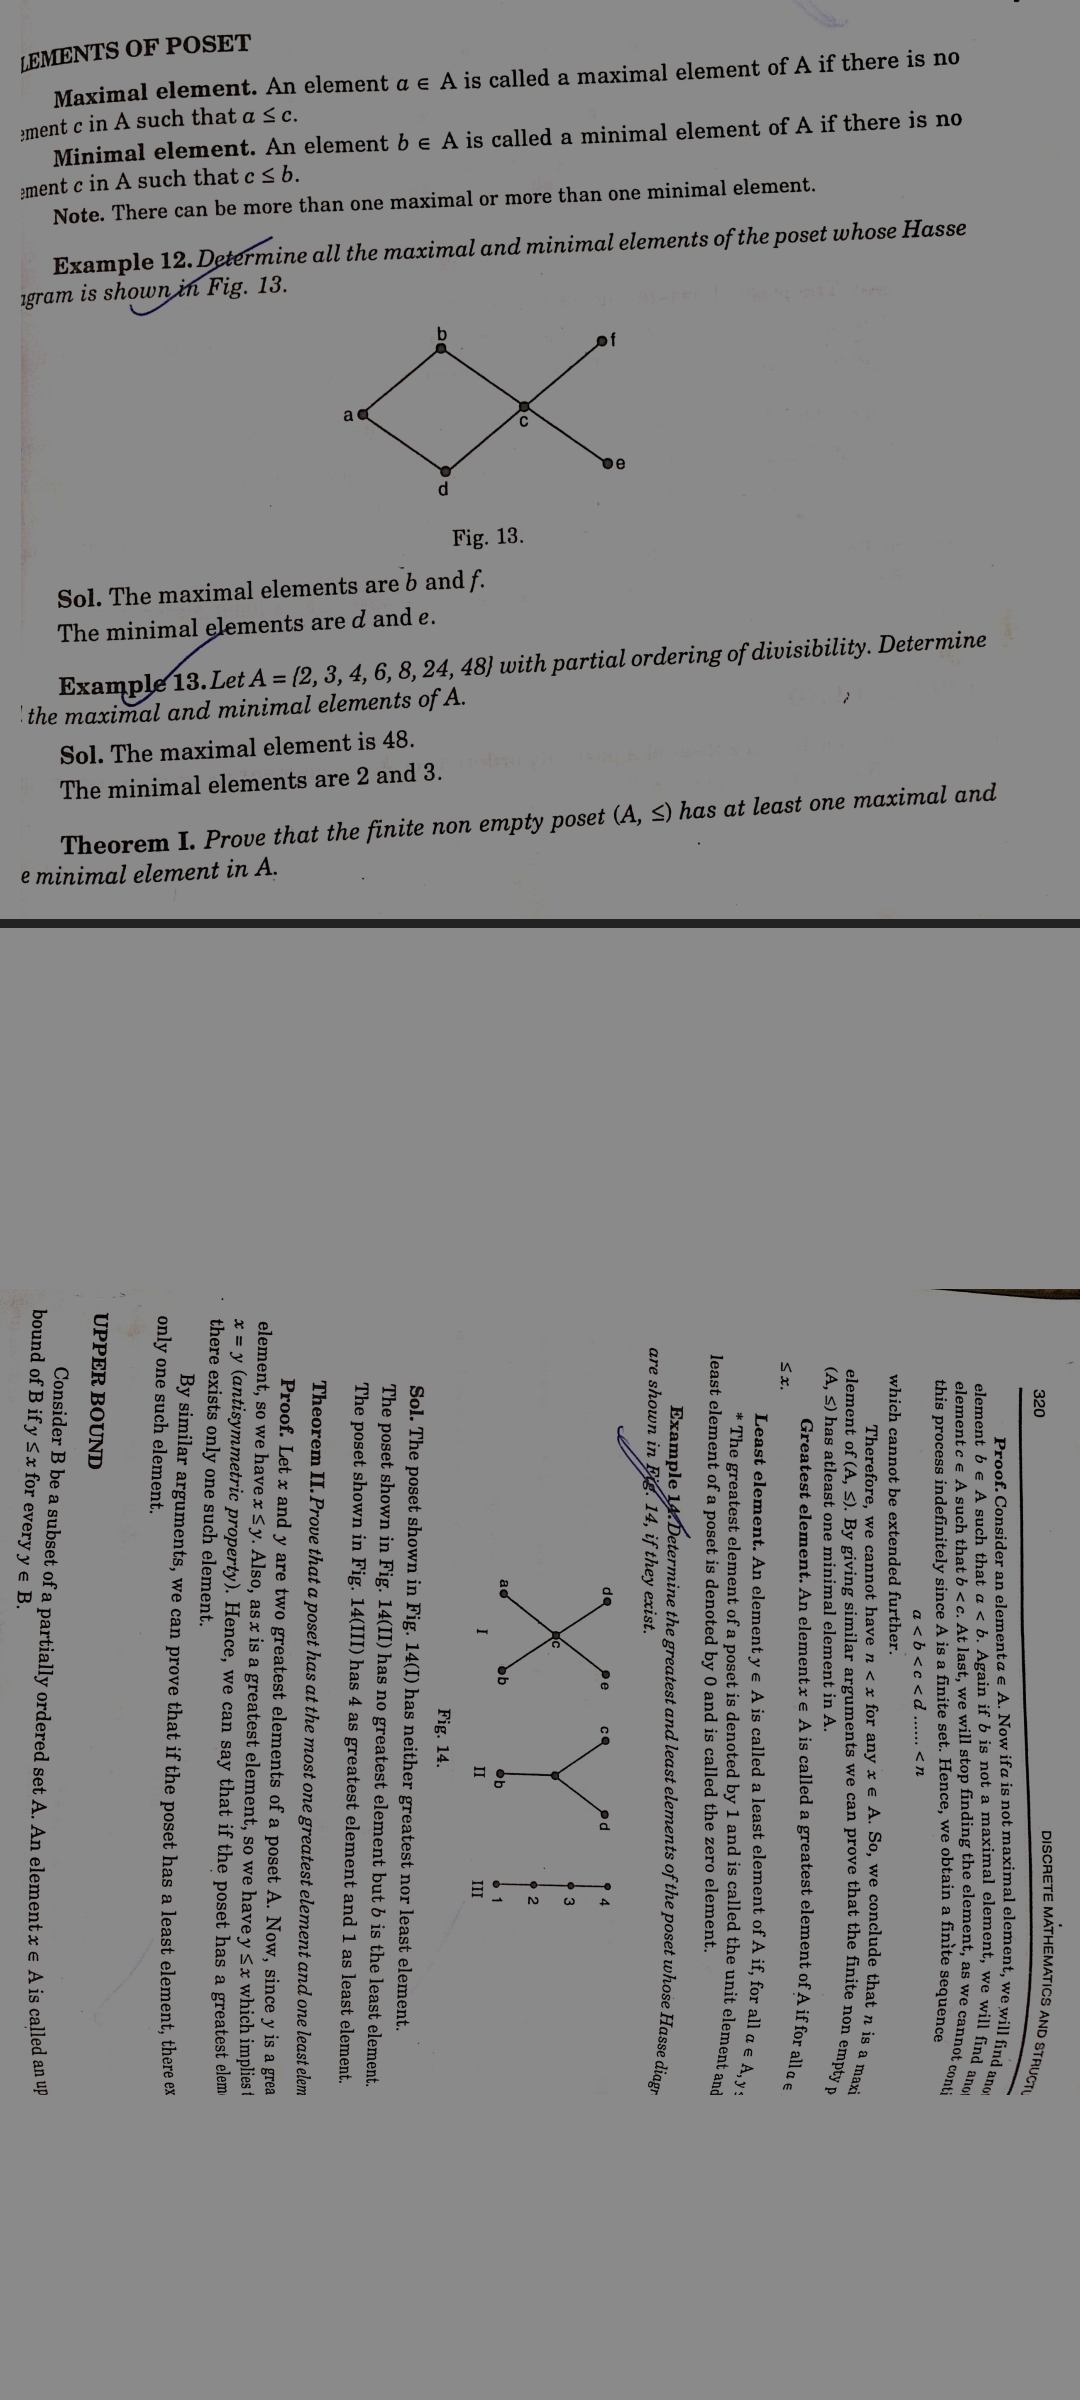 LEMENTS OF POSET
Maximal element. An element a ∈ A is called a maximal element of A if there is no
ement c in A such that a ≤ c.
Minimal element. An element b ∈ A is called a minimal element of A if there is no
ement c in A such that c ≤ b.
Note. There can be more than one maximal or more than one minimal element.
Example 12. Determine all the maximal and minimal elements of the poset whose Hasse
agram is shown in Fig. 13.
b
f
a
c
e
d
Fig. 13.
Sol. The maximal elements are b and f.
The minimal elements are d and e.
Example 13. Let A = {2, 3, 4, 6, 8, 24, 48} with partial ordering of divisibility. Determine
the maximal and minimal elements of A.
Sol. The maximal element is 48.
The minimal elements are 2 and 3.
Theorem I. Prove that the finite non empty poset (A, ≤) has at least one maximal and
e minimal element in A.
320
DISCRETE MATHEMATICS AND STRUCTU
Proof. Consider an element a ∈ A. Now if a is not maximal element, we will find ano
element b ∈ A such that a < b. Again if b is not a maximal element, we will find ano
element c ∈ A such that b < c. At last, we will stop finding the element, as we cannot conti
this process indefinitely since A is a finite set. Hence, we obtain a finite sequence
a < b < c < d ...... < n
which cannot be extended further.
Therefore, we cannot have n < x for any x ∈ A. So, we conclude that n is a maxi
element of (A, ≤). By giving similar arguments we can prove that the finite non empty p
(A, ≤) has atleast one minimal element in A.
Greatest element. An element x ∈ A is called a greatest element of A if for all a ∈
≤ x.
Least element. An element y ∈ A is called a least element of A if, for all a ∈ A, y ≤
* The greatest element of a poset is denoted by 1 and is called the unit element and
least element of a poset is denoted by 0 and is called the zero element.
Example 14. Determine the greatest and least elements of the poset whose Hasse diagr
are shown in Fig. 14, if they exist.
d e c d 4
3
c
2
a b b 1
I II III
Fig. 14.
Sol. The poset shown in Fig. 14(I) has neither greatest nor least element.
The poset shown in Fig. 14(II) has no greatest element but b is the least element.
The poset shown in Fig. 14(III) has 4 as greatest element and 1 as least element.
Theorem II. Prove that a poset has at the most one greatest element and one least elem
Proof. Let x and y are two greatest elements of a poset A. Now, since y is a grea
element, so we have x ≤ y. Also, as x is a greatest element, so we have y ≤ x which implies t
x = y (antisymmetric property). Hence, we can say that if the poset has a greatest elem
there exists only one such element.
By similar arguments, we can prove that if the poset has a least element, there ex
only one such element.
UPPER BOUND
Consider B be a subset of a partially ordered set A. An element x ∈ A is called an up
bound of B if y ≤ x for every y ∈ B.